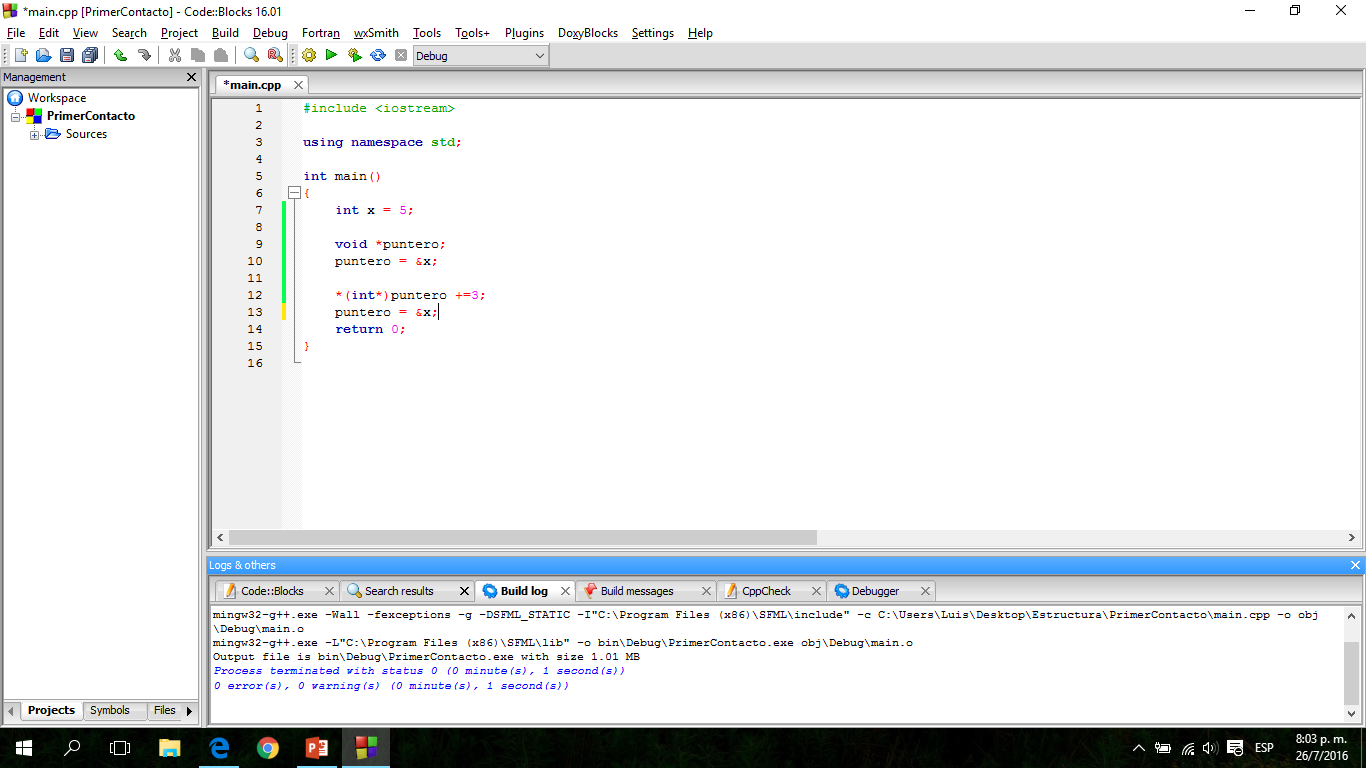 *main.cpp [PrimerContacto] - Code::Blocks 16.01
File Edit View Search Project Build Debug Fortran wxSmith Tools Tools+ Plugins DoxyBlocks Settings Help
Debug
Management
Workspace
PrimerContacto
Sources
Projects Symbols Files
*main.cpp
1 #include <iostream>
2
3 using namespace std;
4
5 int main()
6 {
7 int x = 5;
8
9 void *puntero;
10 puntero = &x;
11
12 *(int*)puntero +=3;
13 puntero = &x;
14 return 0;
15 }
16
Logs & others
Code::Blocks Search results Build log Build messages CppCheck Debugger
mingw32-g++.exe -Wall -fexceptions -g -DSFML_STATIC -I"C:\Program Files (x86)\SFML\include" -c C:\Users\Luis\Desktop\Estructura\PrimerContacto\main.cpp -o obj
\Debug\main.o
mingw32-g++.exe -L"C:\Program Files (x86)\SFML\lib" -o bin\Debug\PrimerContacto.exe obj\Debug\main.o
Output file is bin\Debug\PrimerContacto.exe with size 1.01 MB
Process terminated with status 0 (0 minute(s), 1 second(s))
0 error(s), 0 warning(s) (0 minute(s), 1 second(s))
ESP
8:03 p. m.
26/7/2016